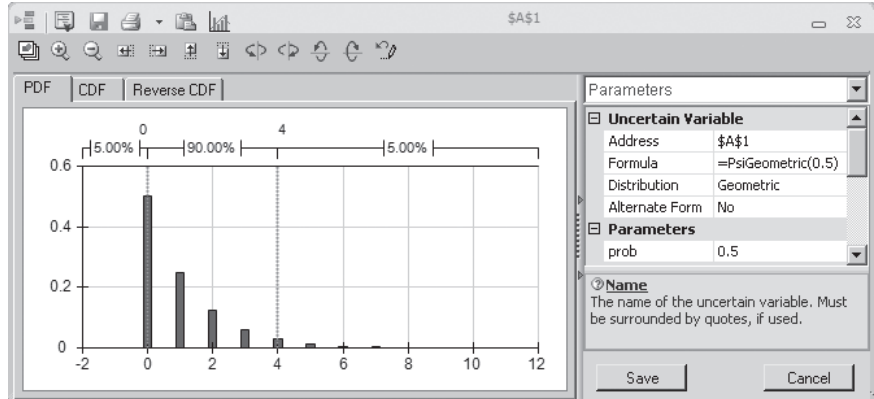 $A$1
PDF CDF Reverse CDF
Parameters
0 4
5.00% 90.00% 5.00%
0.6
0.4
0.2
0
-2 0 2 4 6 8 10 12
Uncertain Variable
Address $A$1
Formula =PsiGeometric(0.5)
Distribution Geometric
Alternate Form No
Parameters
prob 0.5
Name
The name of the uncertain variable. Must
be surrounded by quotes, if used.
Save Cancel